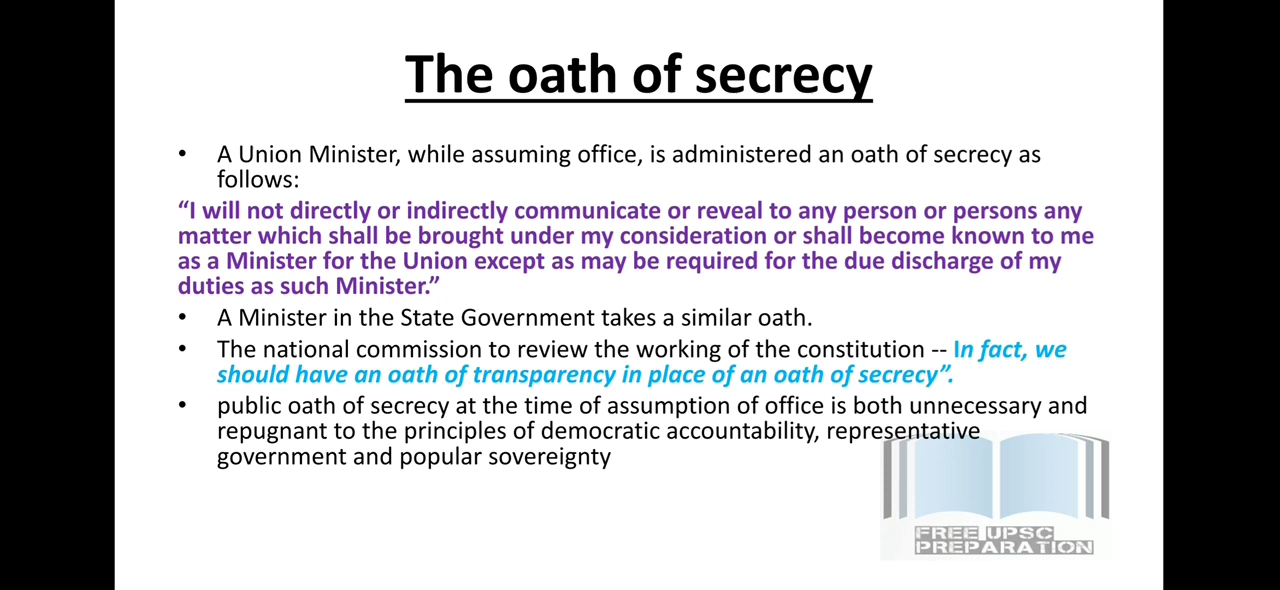 The oath of secrecy
• A Union Minister, while assuming office, is administered an oath of secrecy as
follows:
“I will not directly or indirectly communicate or reveal to any person or persons any
matter which shall be brought under my consideration or shall become known to me
as a Minister for the Union except as may be required for the due discharge of my
duties as such Minister.”
• A Minister in the State Government takes a similar oath.
• The national commission to review the working of the constitution -- In fact, we
should have an oath of transparency in place of an oath of secrecy”.
• public oath of secrecy at the time of assumption of office is both unnecessary and
repugnant to the principles of democratic accountability, representative
government and popular sovereignty
FREE UPSC
PREPARATION